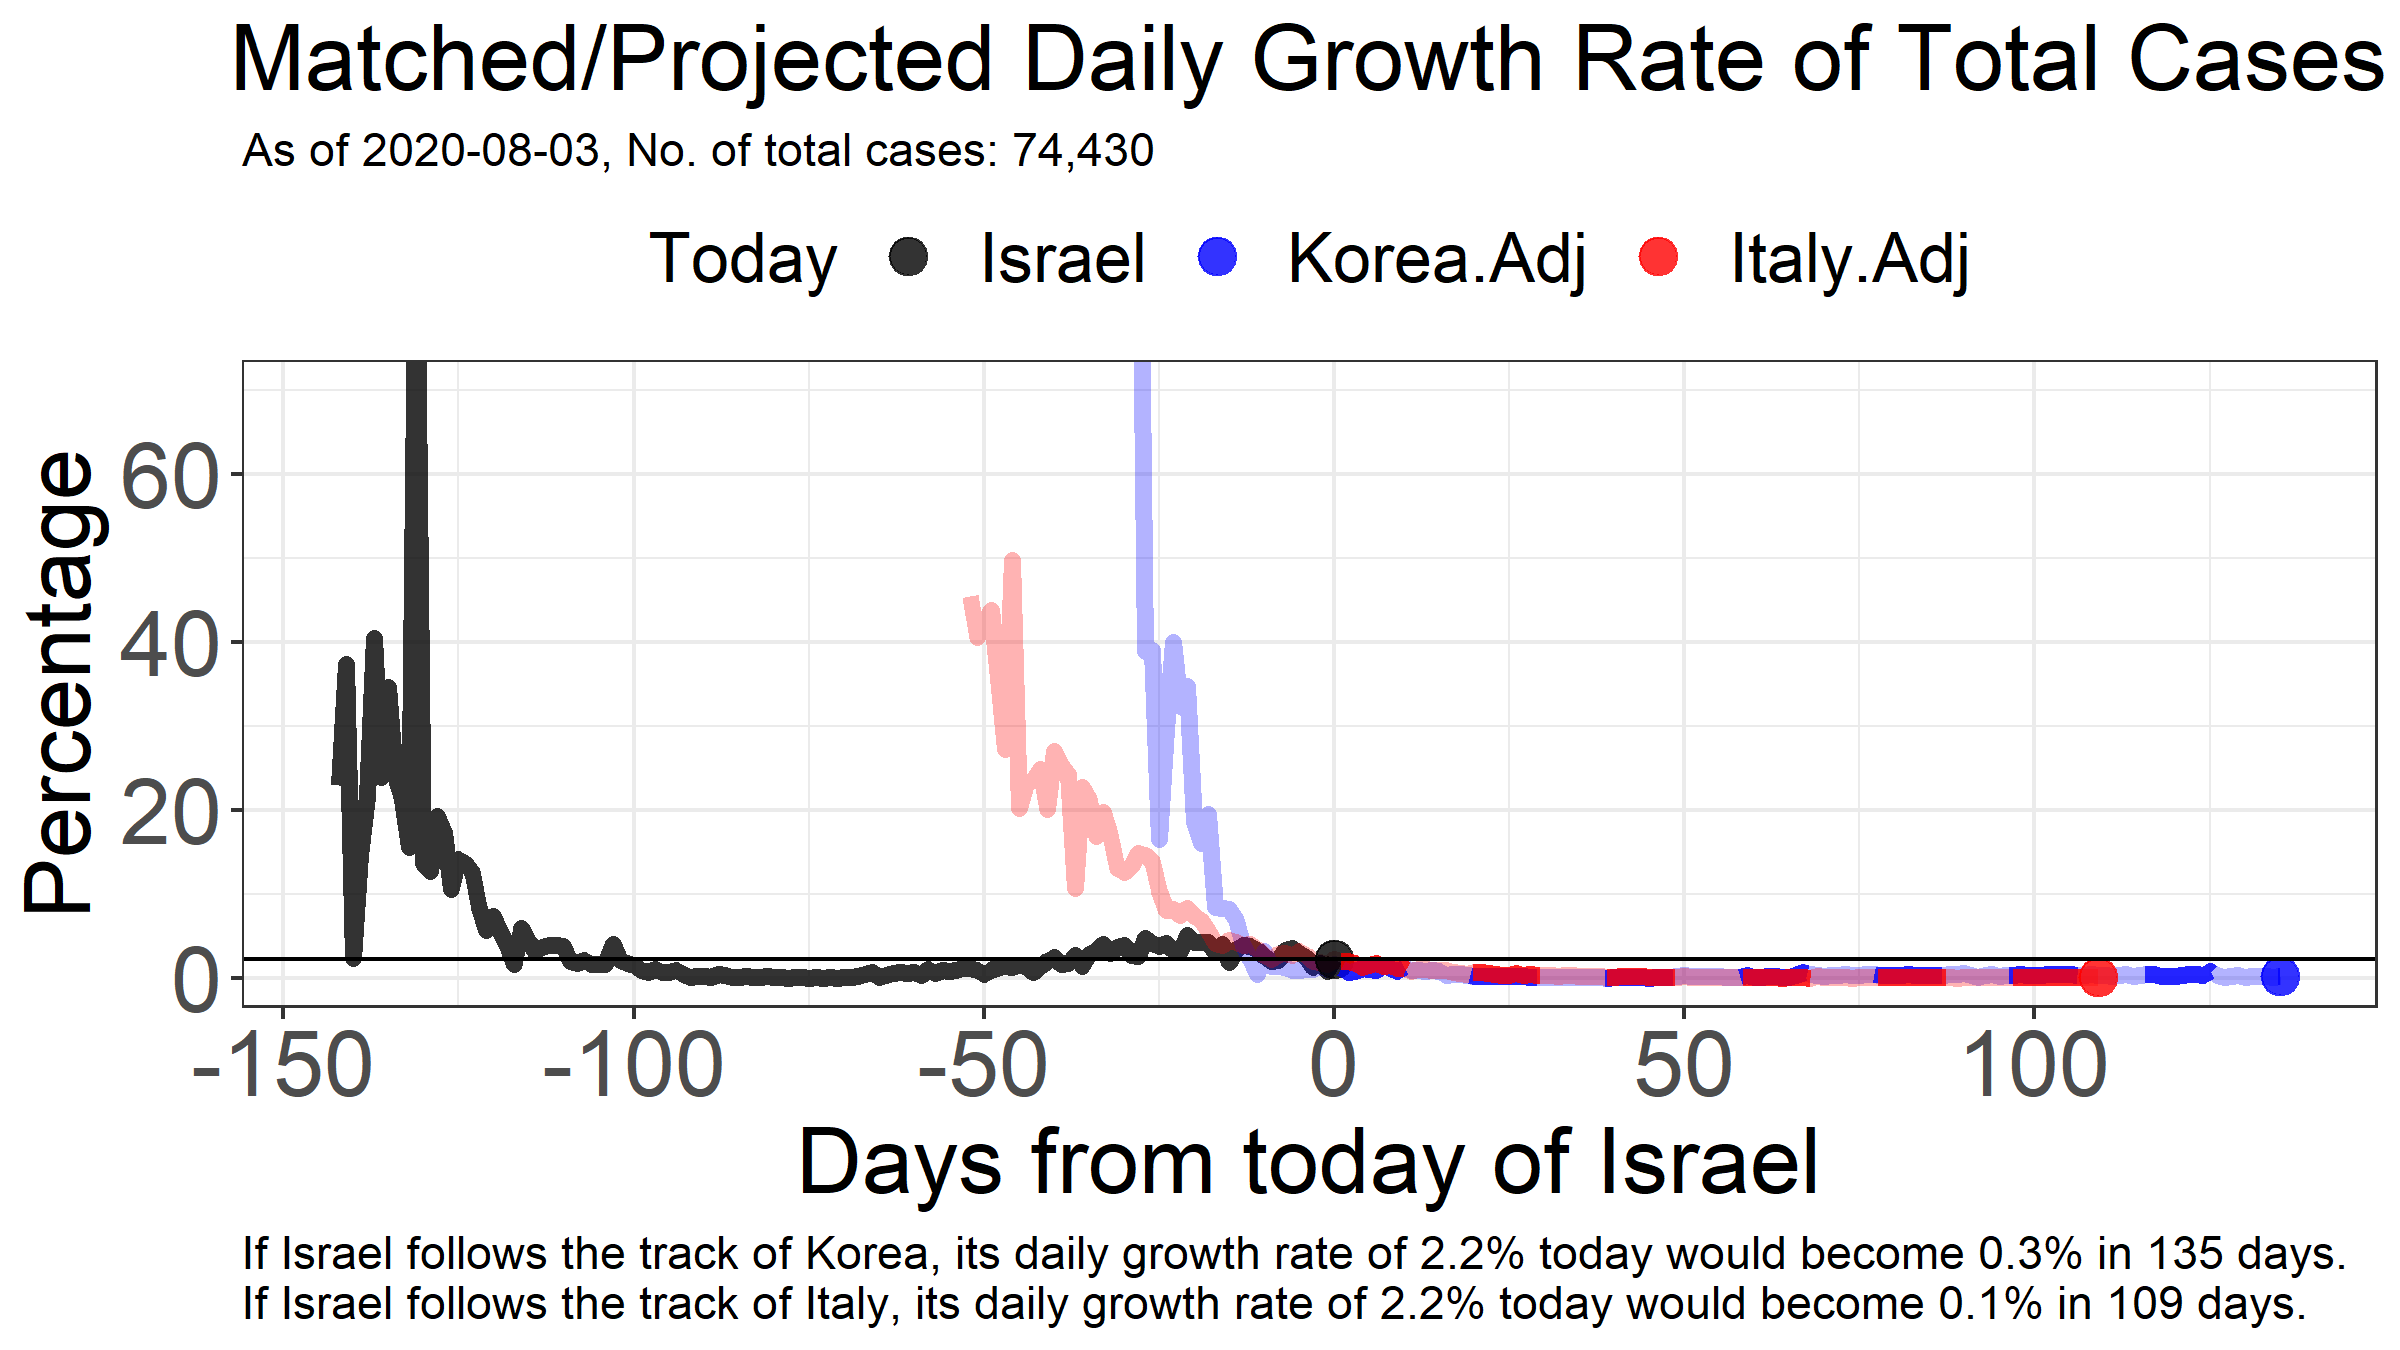 Matched/Projected Daily Growth Rate of Total Cases
As of 2020-08-03, No. of total cases: 74,430
Today Israel Korea.Adj Italy.Adj
Percentage
60
40
20
0
-150 -100 -50 0 50 100
Days from today of Israel
If Israel follows the track of Korea, its daily growth rate of 2.2% today would become 0.3% in 135 days.
If Israel follows the track of Italy, its daily growth rate of 2.2% today would become 0.1% in 109 days.